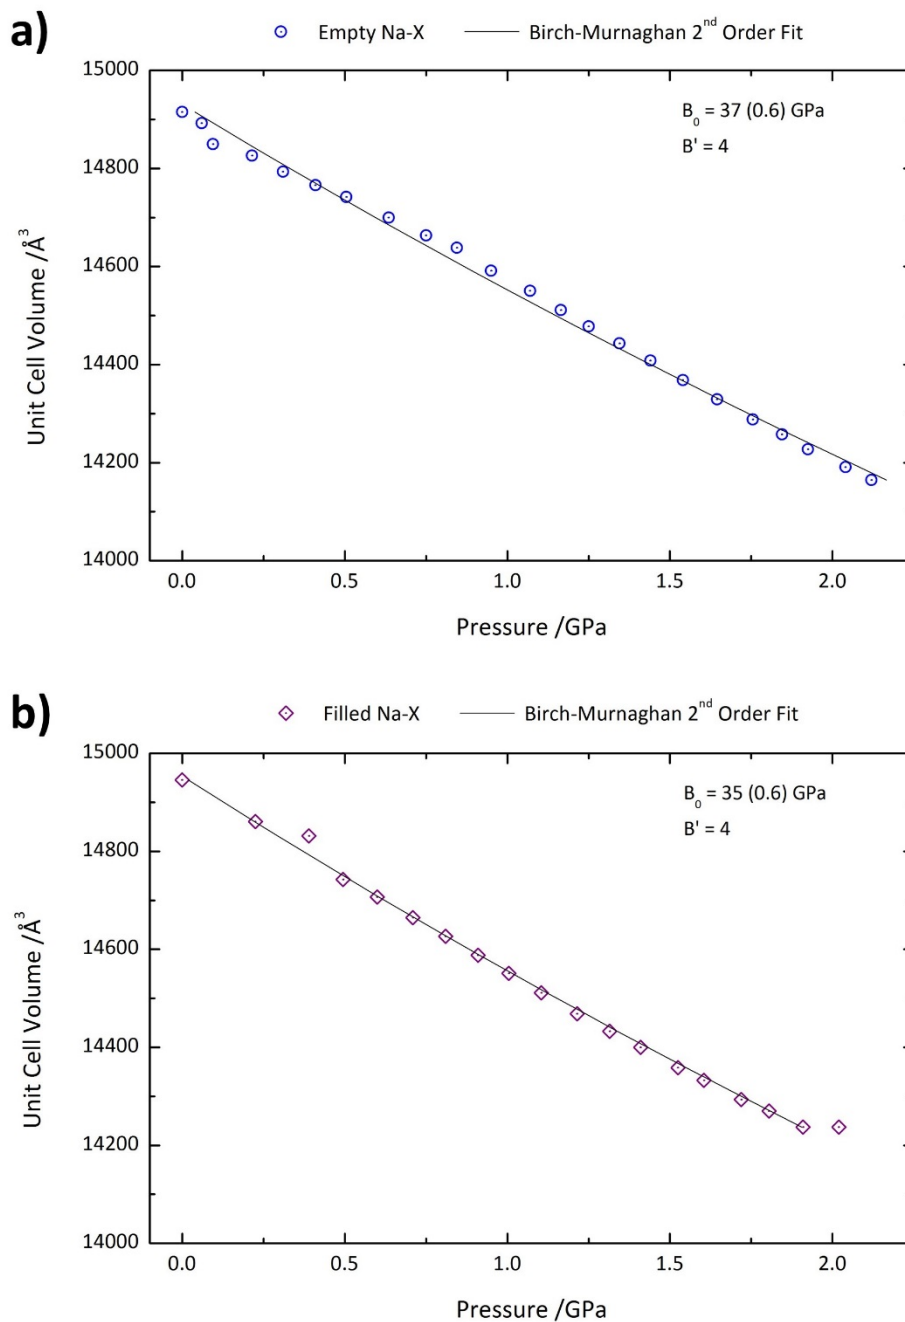 a)
Empty Na-X
Birch-Murnaghan 2nd Order Fit
B0 = 37 (0.6) GPa
B' = 4
15000
14800
14600
14400
14200
14000
Unit Cell Volume /Å3
0.0 0.5 1.0 1.5 2.0
Pressure /GPa
b)
Filled Na-X
Birch-Murnaghan 2nd Order Fit
B0 = 35 (0.6) GPa
B' = 4
15000
14800
14600
14400
14200
14000
Unit Cell Volume /Å3
0.0 0.5 1.0 1.5 2.0
Pressure /GPa